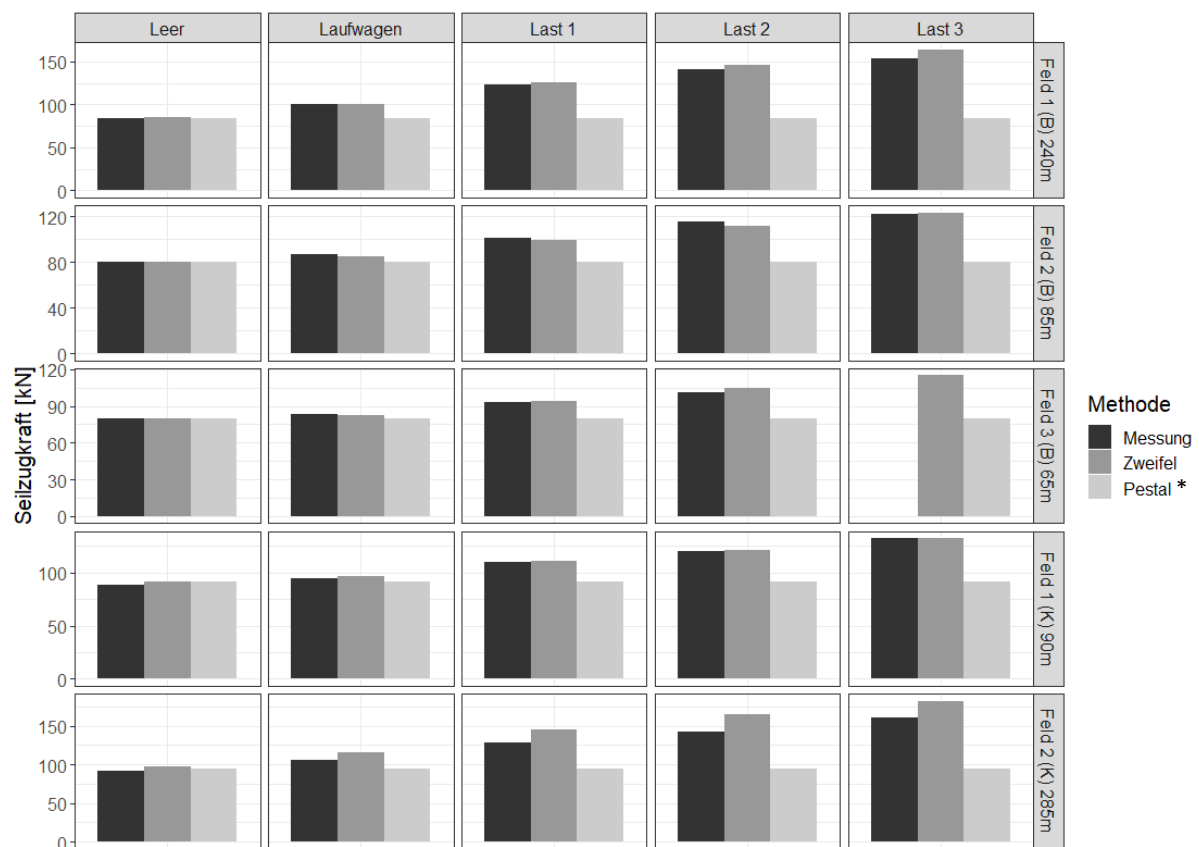 Leer Laufwagen Last 1 Last 2 Last 3
150
100
50
0
Feld 1 (B) 240m
120
80
40
0
Feld 2 (B) 85m
120
90
60
30
0
Feld 3 (B) 65m
100
50
0
Feld 1 (K) 90m
150
100
50
0
Feld 2 (K) 285m
Seilzugkraft [kN]
Methode
Messung
Zweifel
Pestal *